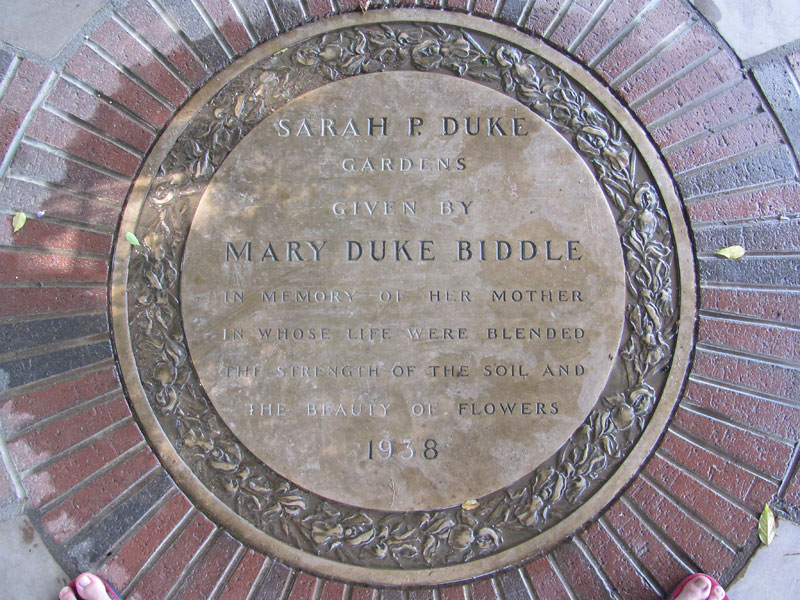 SARAH P. DUKE
GARDENS
GIVEN BY
MARY DUKE BIDDLE
IN MEMORY OF HER MOTHER
IN WHOSE LIFE WERE BLENDED
THE STRENGTH OF THE SOIL AND
THE BEAUTY OF FLOWERS
1938